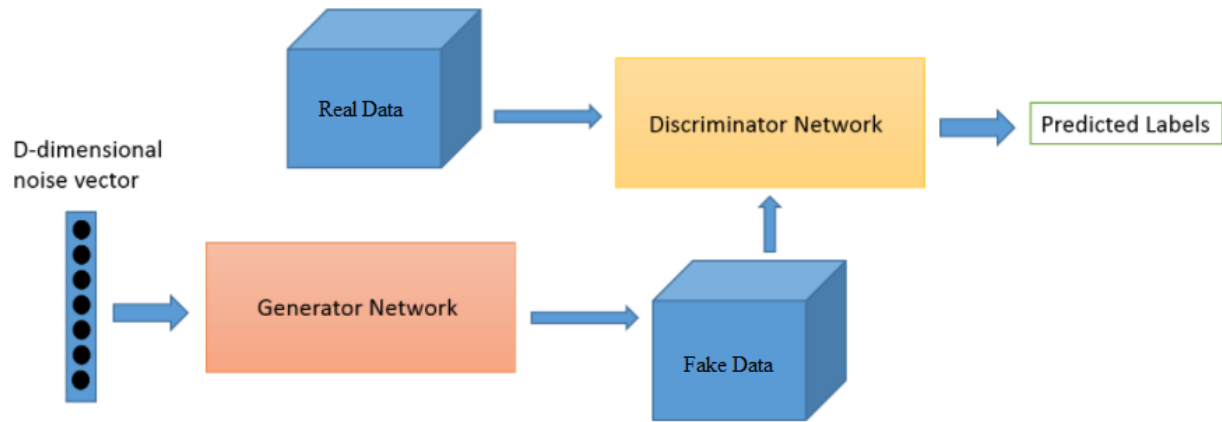 Real Data
Discriminator Network
Predicted Labels
D-dimensional
noise vector
Generator Network
Fake Data